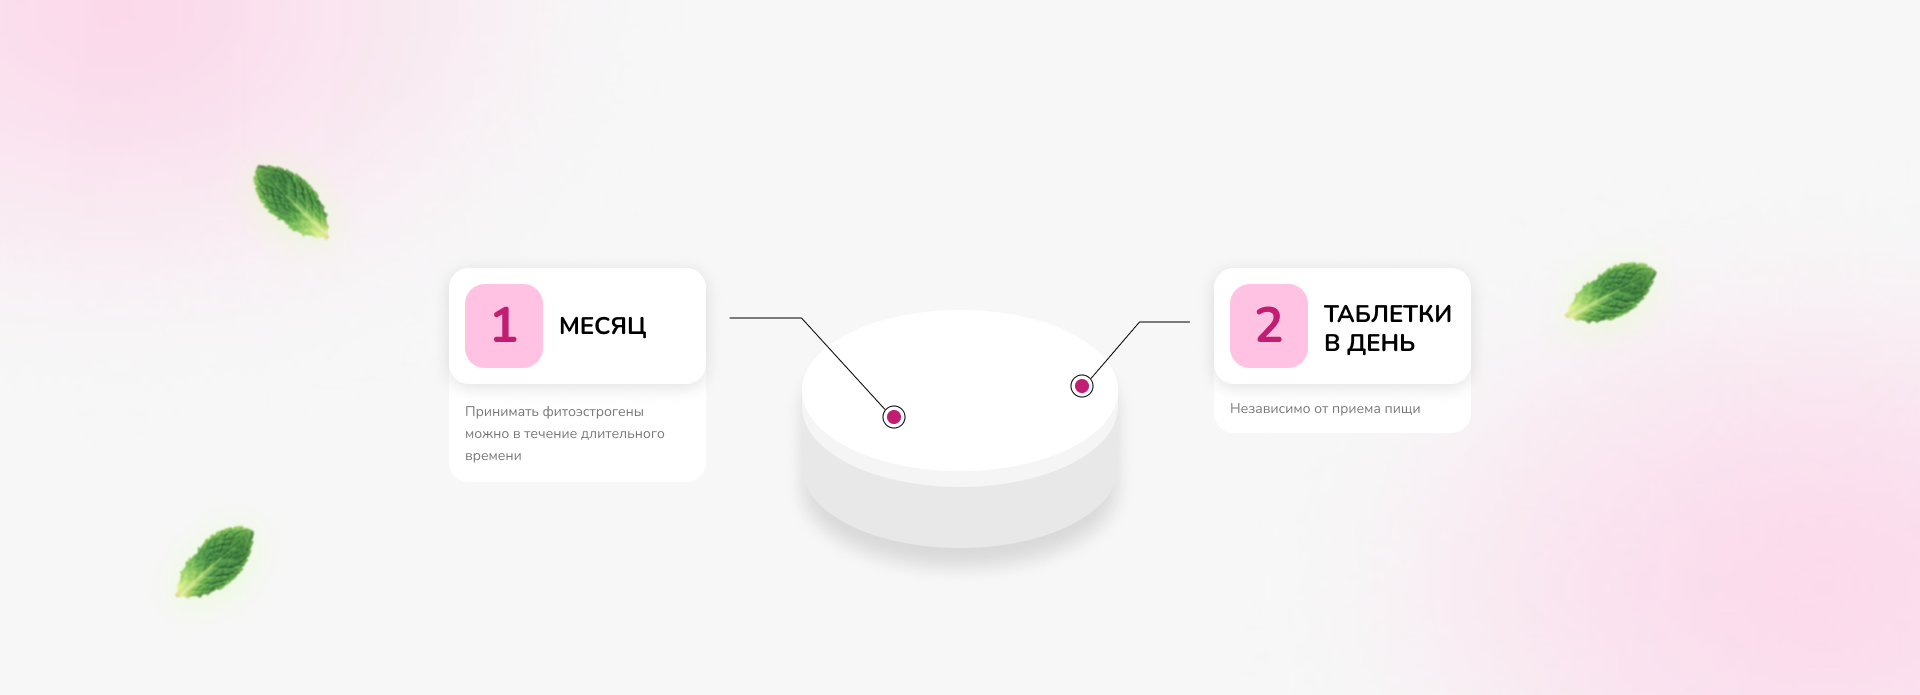 1
МЕСЯЦ
Принимать фитоэстрогены
можно в течение длительного
времени
2
ТАБЛЕТКИ
В ДЕНЬ
Независимо от приема пищи